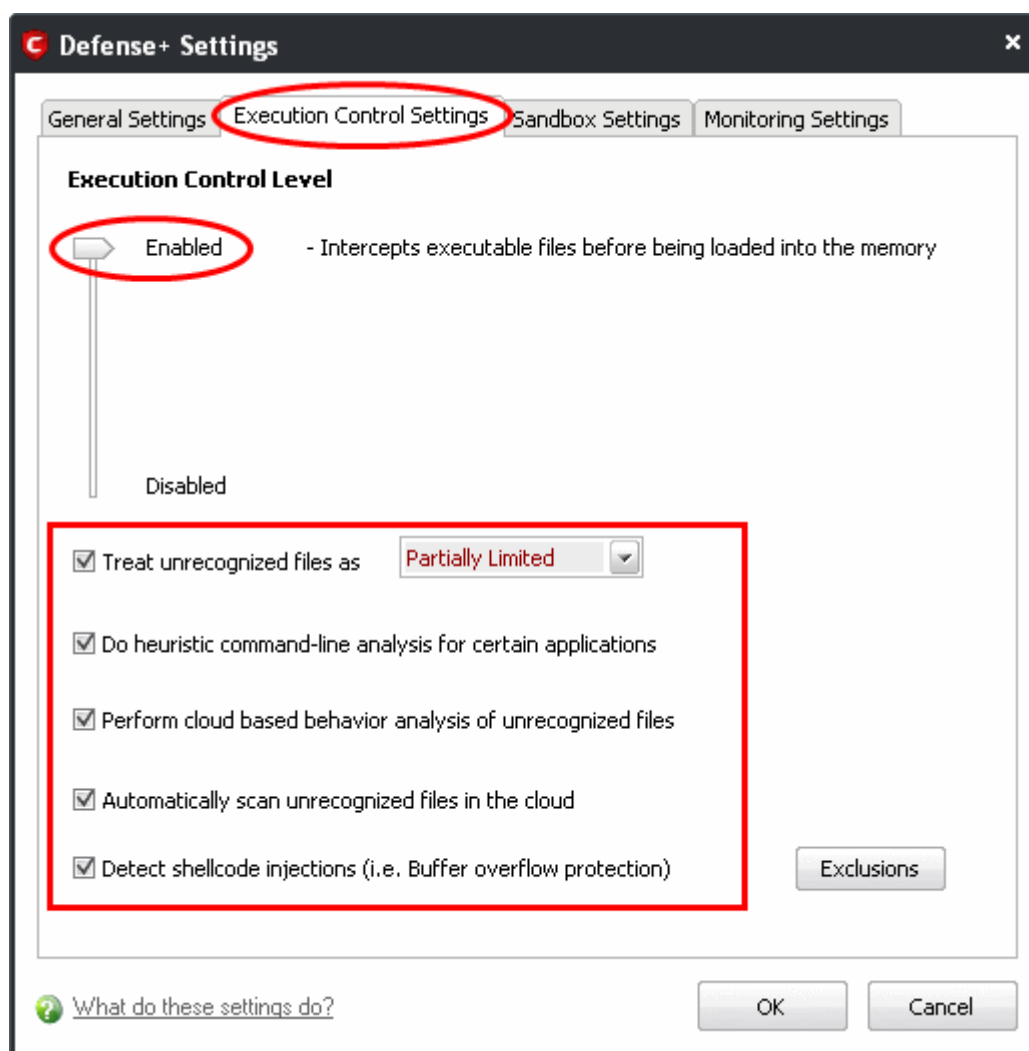 Defense+ Settings
General Settings
Execution Control Settings
Sandbox Settings
Monitoring Settings
Execution Control Level
Enabled
- Intercepts executable files before being loaded into the memory
Disabled
Treat unrecognized files as
Partially Limited
Do heuristic command-line analysis for certain applications
Perform cloud based behavior analysis of unrecognized files
Automatically scan unrecognized files in the cloud
Detect shellcode injections (i.e. Buffer overflow protection)
Exclusions
What do these settings do?
OK
Cancel